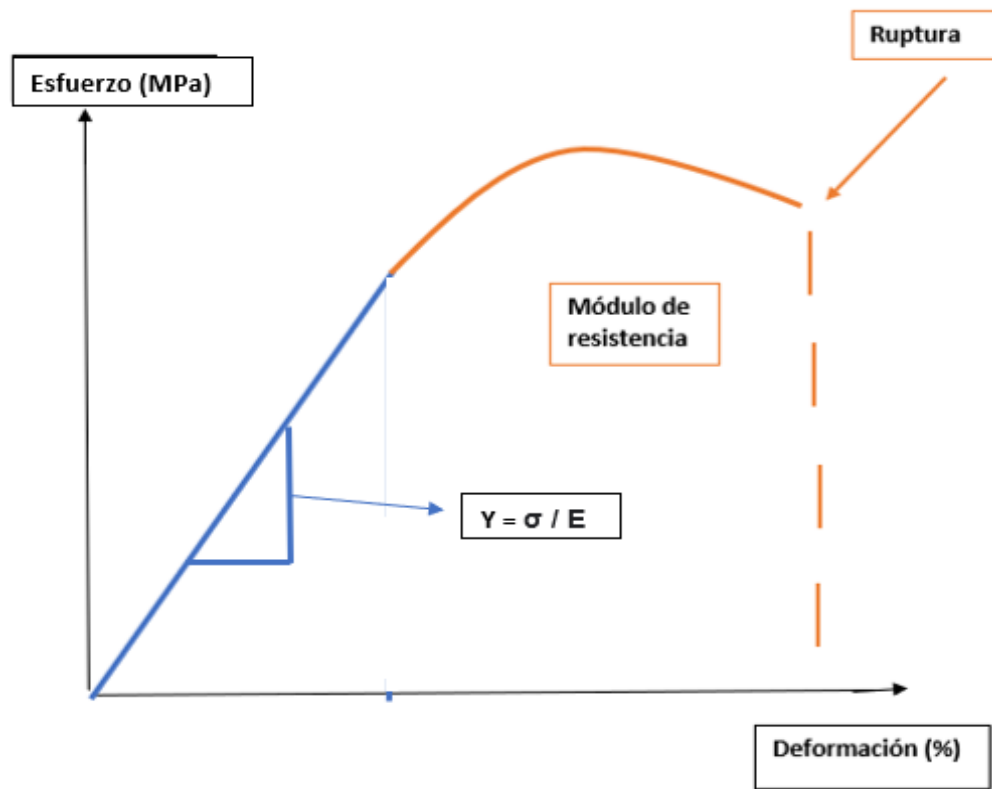 Ruptura
Esfuerzo (MPa)
Módulo de
resistencia
Y = σ / E
Deformación (%)